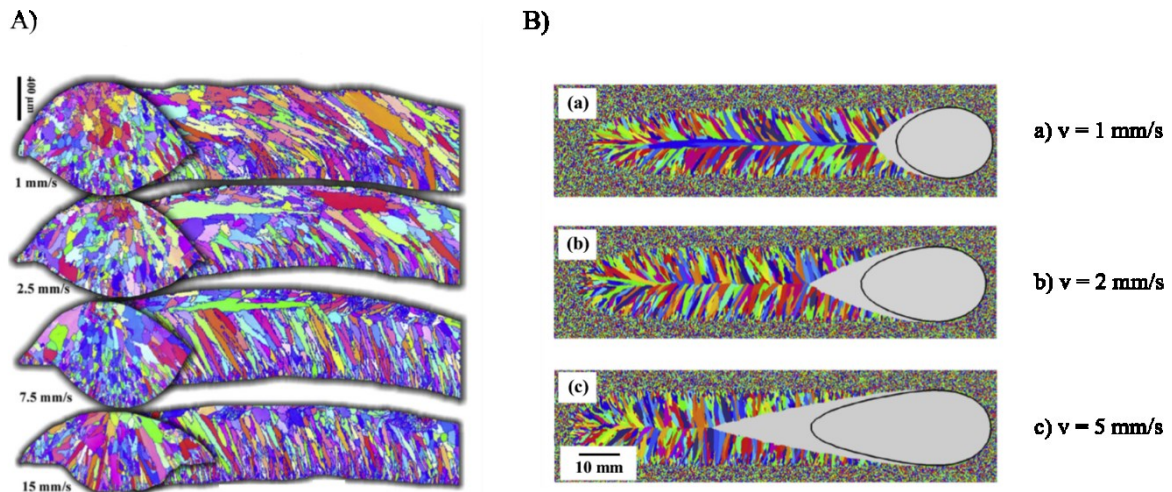 A)
400 µm
1 mm/s
2.5 mm/s
7.5 mm/s
15 mm/s
B)
(a)
a) v = 1 mm/s
(b)
b) v = 2 mm/s
(c)
10 mm
c) v = 5 mm/s